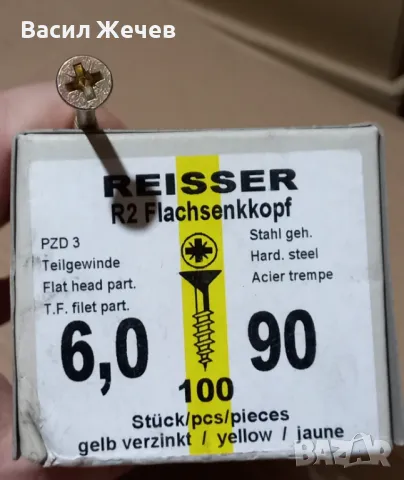 Васил Жечев
REISSER
R2 Flachsenkkopf
PZD 3
Teilgewinde
Flat head part.
T.F. filet part.
Stahl geh.
Hard. steel
Acier trempe
6,0
90
100
Stück/pcs/pieces
gelb verzinkt / yellow / jaune
BAZAR